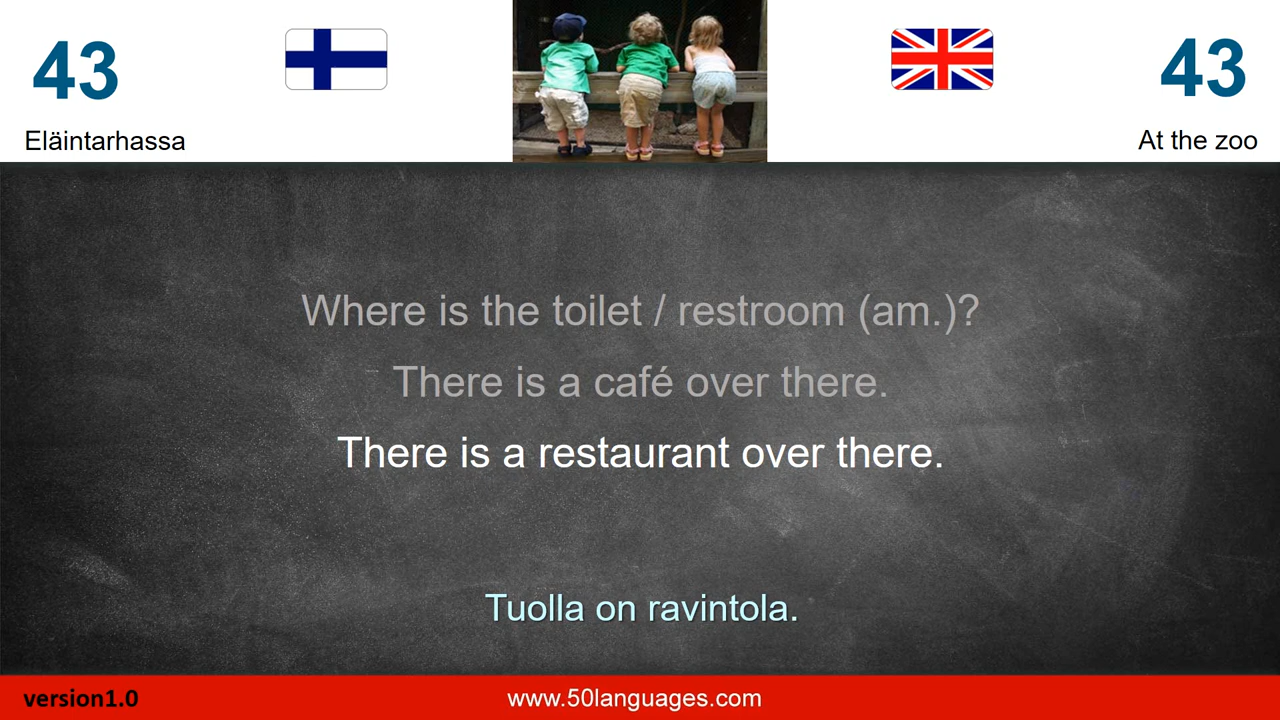 43
43
Eläintarhassa
At the zoo
Where is the toilet / restroom (am.)?
There is a café over there.
There is a restaurant over there.
Tuolla on ravintola.
version1.0
www.50languages.com